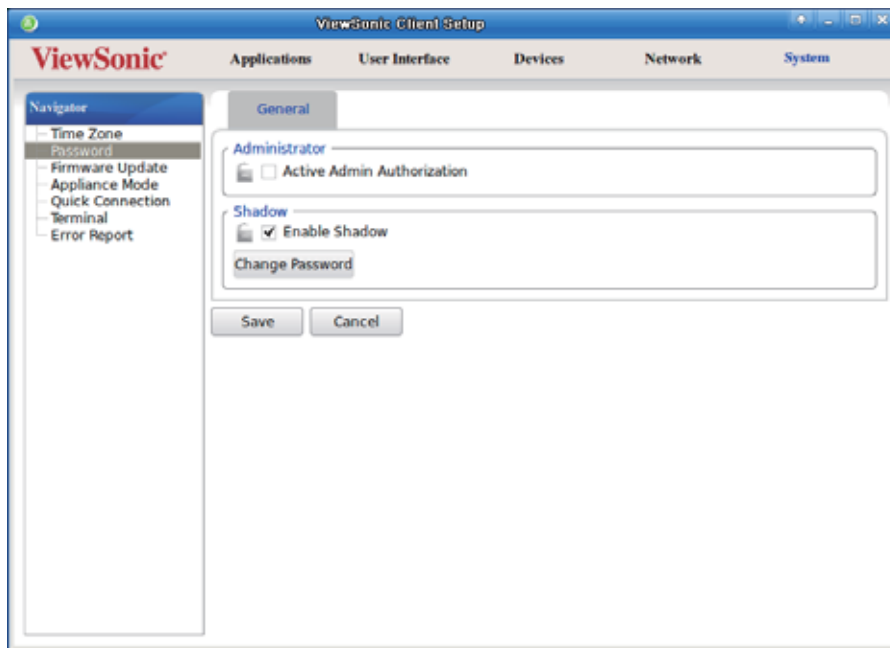 ViewSonic Client Setup
ViewSonic®
Applications User Interface Devices Network System
Navigator
Time Zone
Password
Firmware Update
Appliance Mode
Quick Connection
Terminal
Error Report
General
Administrator
Active Admin Authorization
Shadow
Enable Shadow
Change Password
Save Cancel